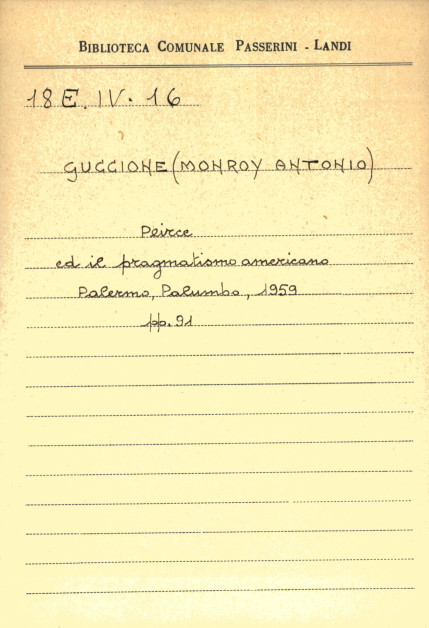 BIBLIOTECA COMUNALE PASSERINI - LANDI
18 E. IV. 16
GUCCIONE (MONROY ANTONIO)
Peirce
ed il pragmatismo americano
Palermo, Palumbo, 1959
pp. 91